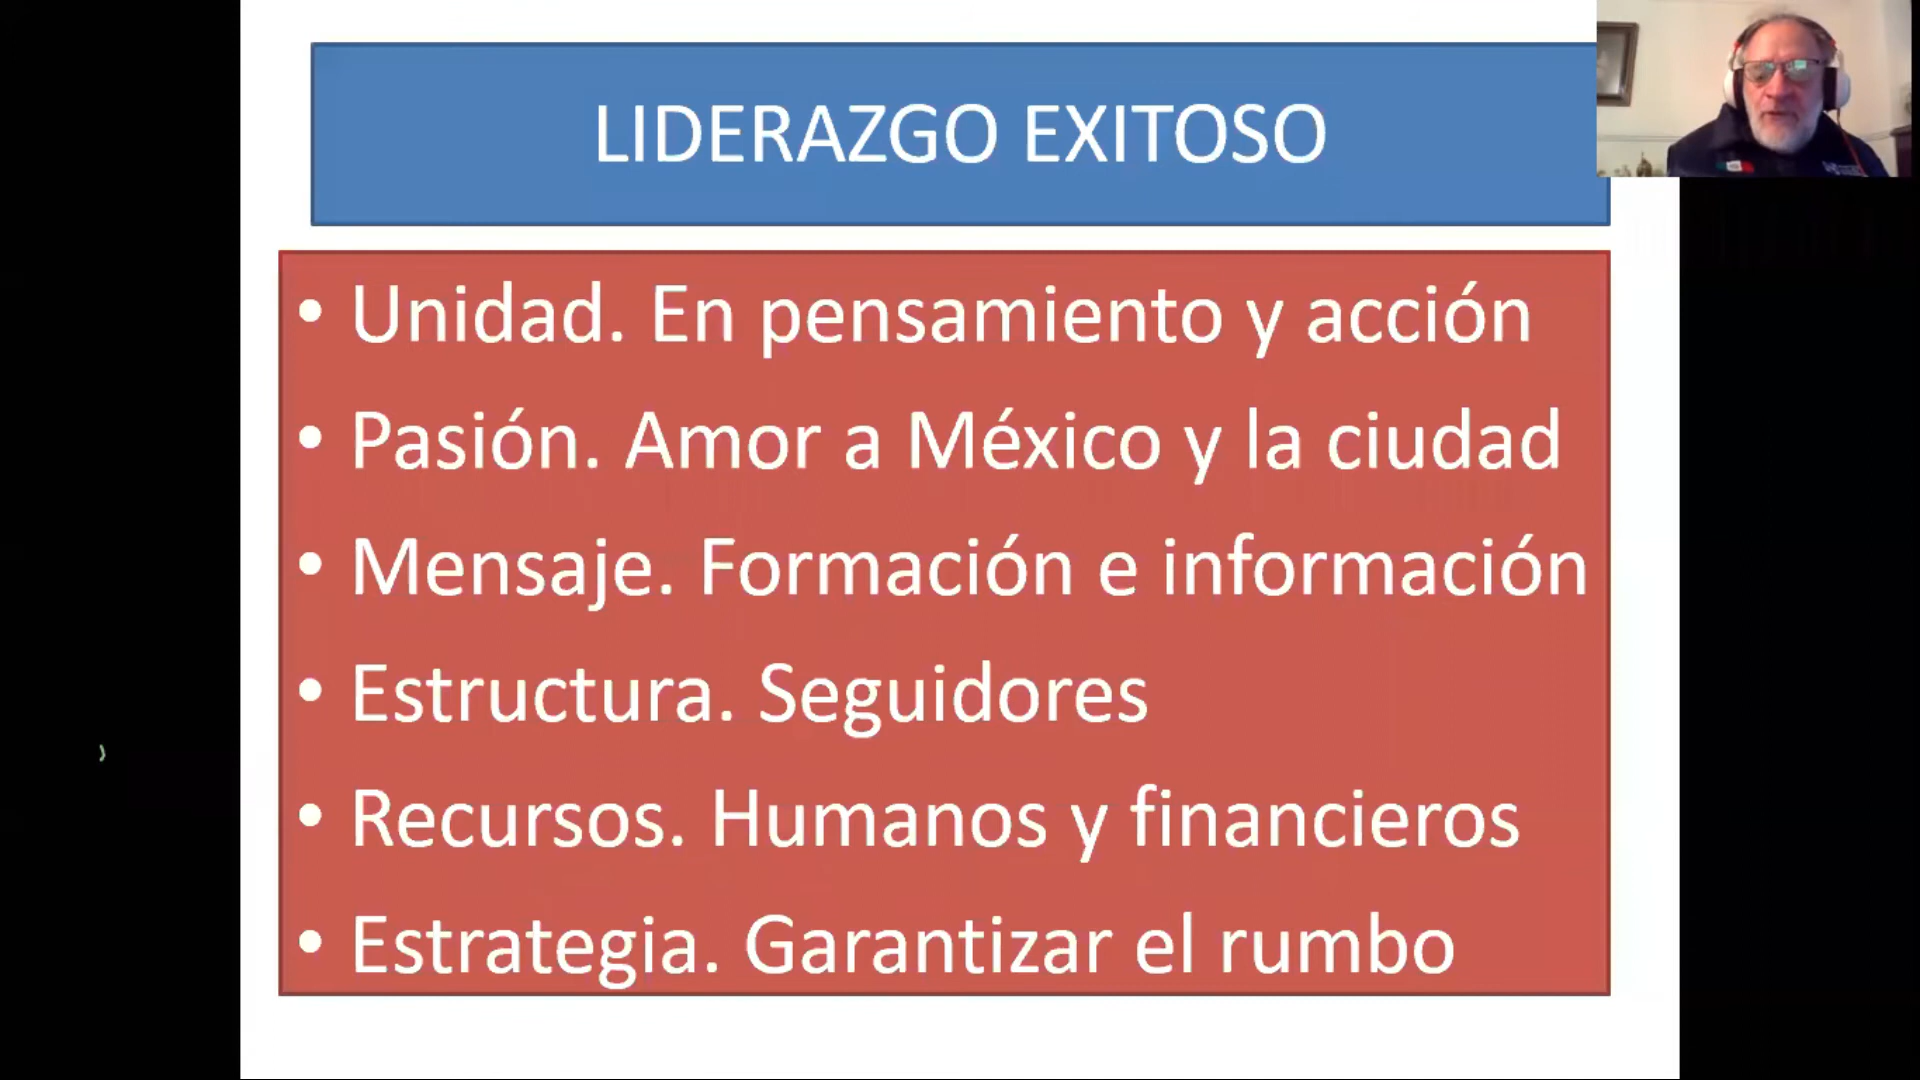 LIDERAZGO EXITOSO
• Unidad. En pensamiento y acción
• Pasión. Amor a México y la ciudad
• Mensaje. Formación e información
• Estructura. Seguidores
• Recursos. Humanos y financieros
• Estrategia. Garantizar el rumbo